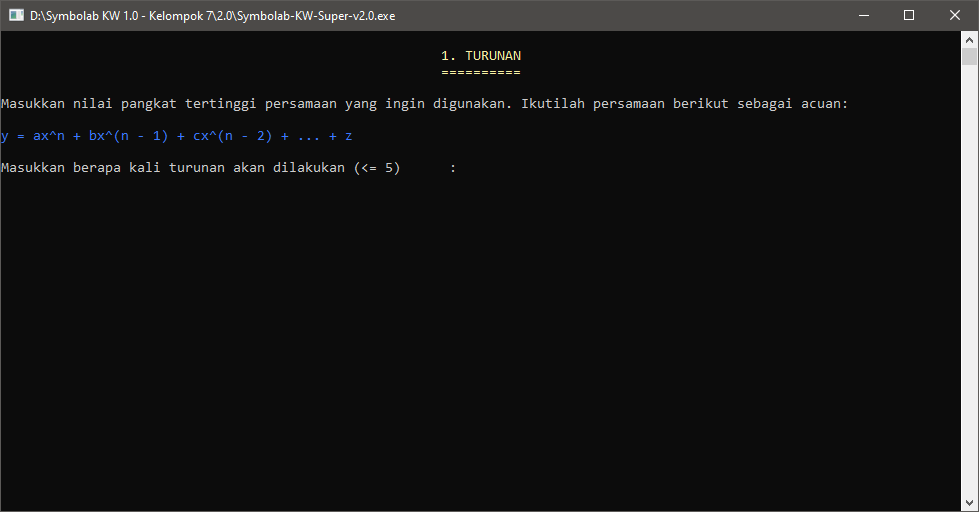 D:\Symbolab KW 1.0 - Kelompok 7\2.0\Symbolab-KW-Super-v2.0.exe
1. TURUNAN
==========
Masukkan nilai pangkat tertinggi persamaan yang ingin digunakan. Ikutilah persamaan berikut sebagai acuan:
y = ax^n + bx^(n - 1) + cx^(n - 2) + ... + z
Masukkan berapa kali turunan akan dilakukan (<= 5)      :